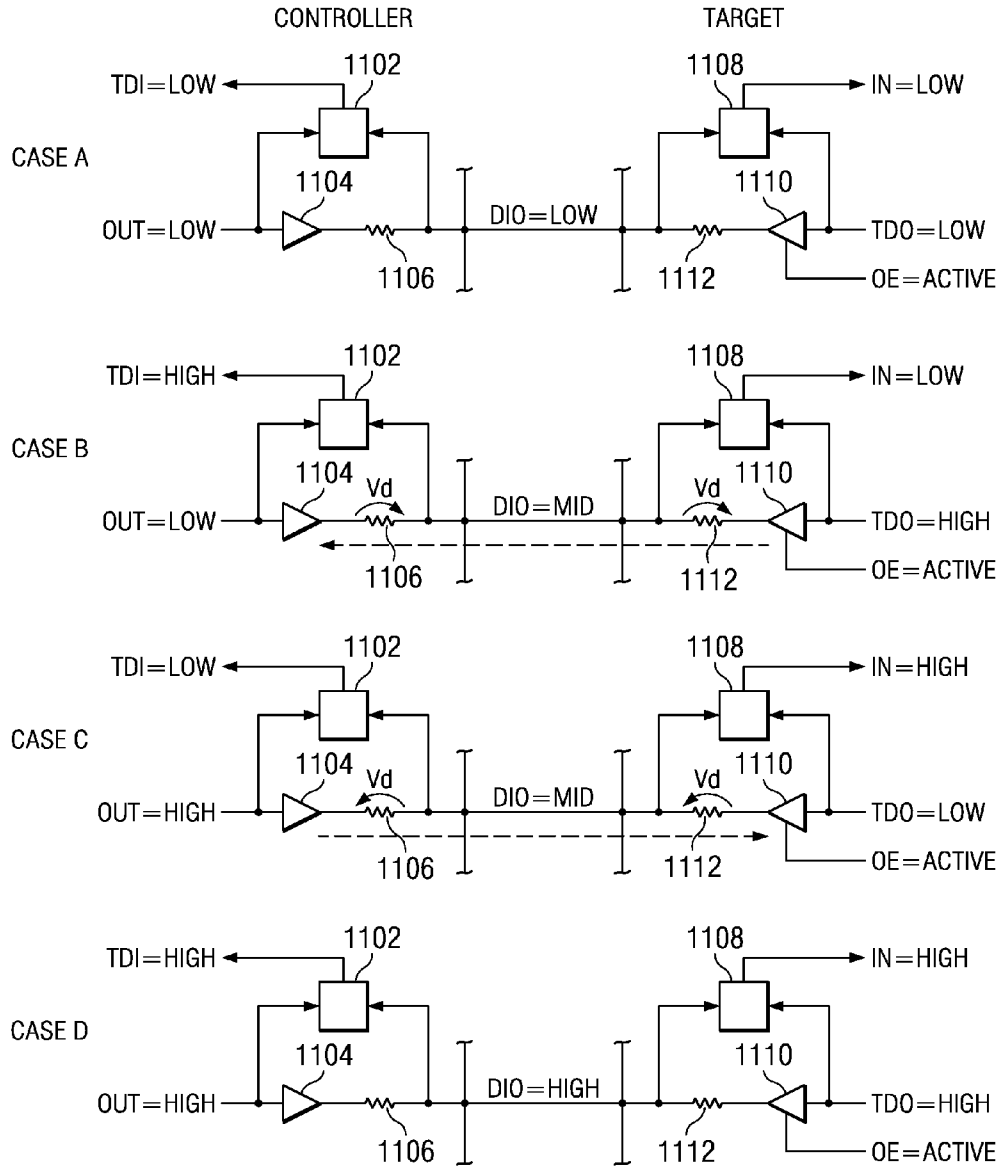 CONTROLLER TARGET
1102 1108
TDI=LOW IN=LOW
CASE A
1104 1110
OUT=LOW DIO=LOW TDO=LOW
1106 1112
OE=ACTIVE
1102 1108
TDI=HIGH IN=LOW
CASE B
1104 Vd Vd 1110
OUT=LOW DIO=MID TDO=HIGH
1106 1112
OE=ACTIVE
1102 1108
TDI=LOW IN=HIGH
CASE C
1104 Vd Vd 1110
OUT=HIGH DIO=MID TDO=LOW
1106 1112
OE=ACTIVE
1102 1108
TDI=HIGH IN=HIGH
CASE D
1104 1110
OUT=HIGH DIO=HIGH TDO=HIGH
1106 1112
OE=ACTIVE